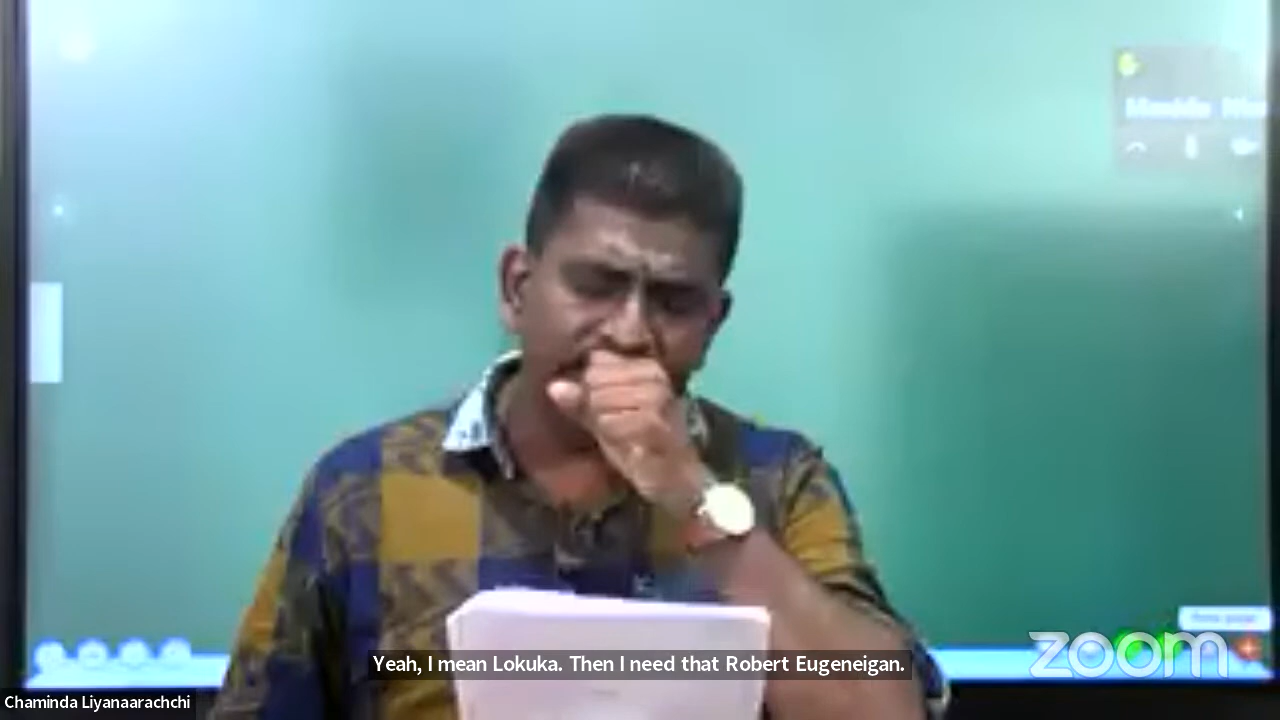 Yeah, I mean Lokuka. Then I need that Robert Eugeneigan.
zoom
Chaminda Liyanaarachchi